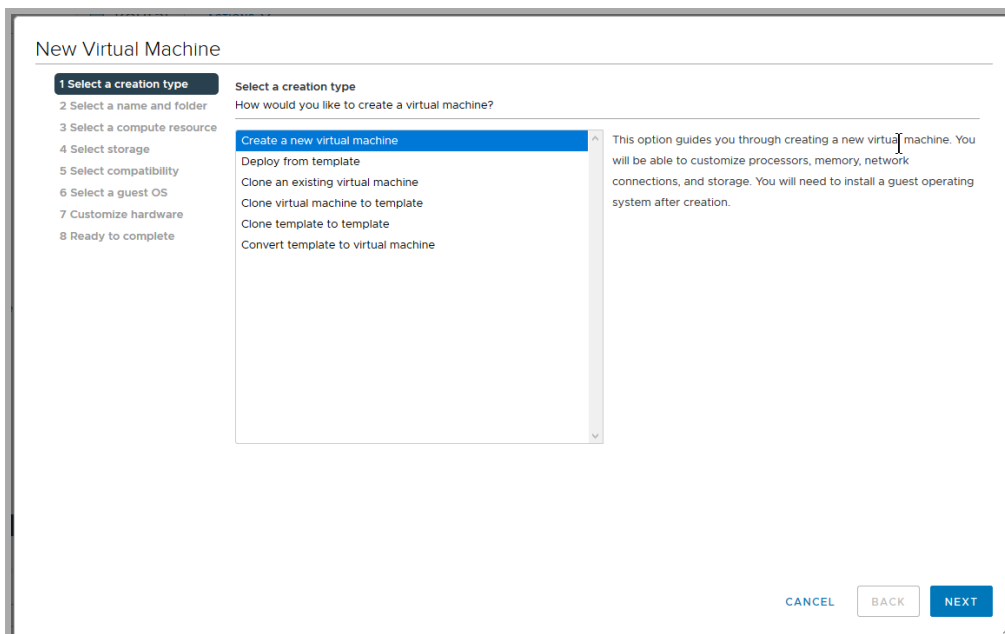 New Virtual Machine
1 Select a creation type
2 Select a name and folder
3 Select a compute resource
4 Select storage
5 Select compatibility
6 Select a guest OS
7 Customize hardware
8 Ready to complete
Select a creation type
How would you like to create a virtual machine?
Create a new virtual machine
Deploy from template
Clone an existing virtual machine
Clone virtual machine to template
Clone template to template
Convert template to virtual machine
This option guides you through creating a new virtual machine. You
will be able to customize processors, memory, network
connections, and storage. You will need to install a guest operating
system after creation.
CANCEL
BACK
NEXT